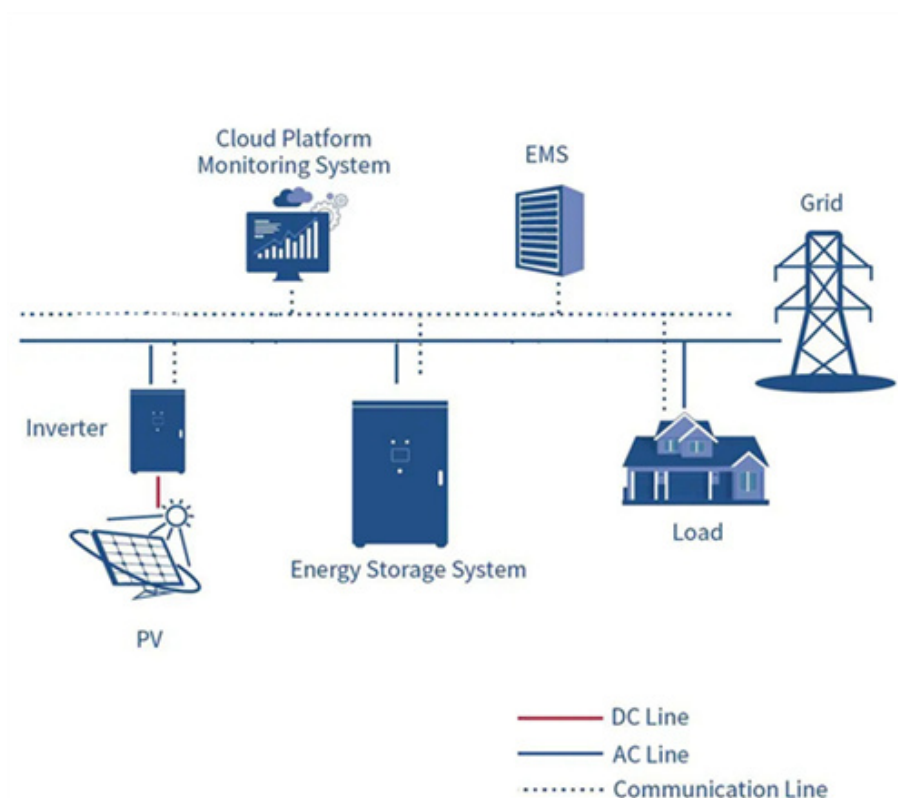 Cloud Platform
Monitoring System
EMS
Grid
Inverter
Energy Storage System
Load
PV
DC Line
AC Line
Communication Line